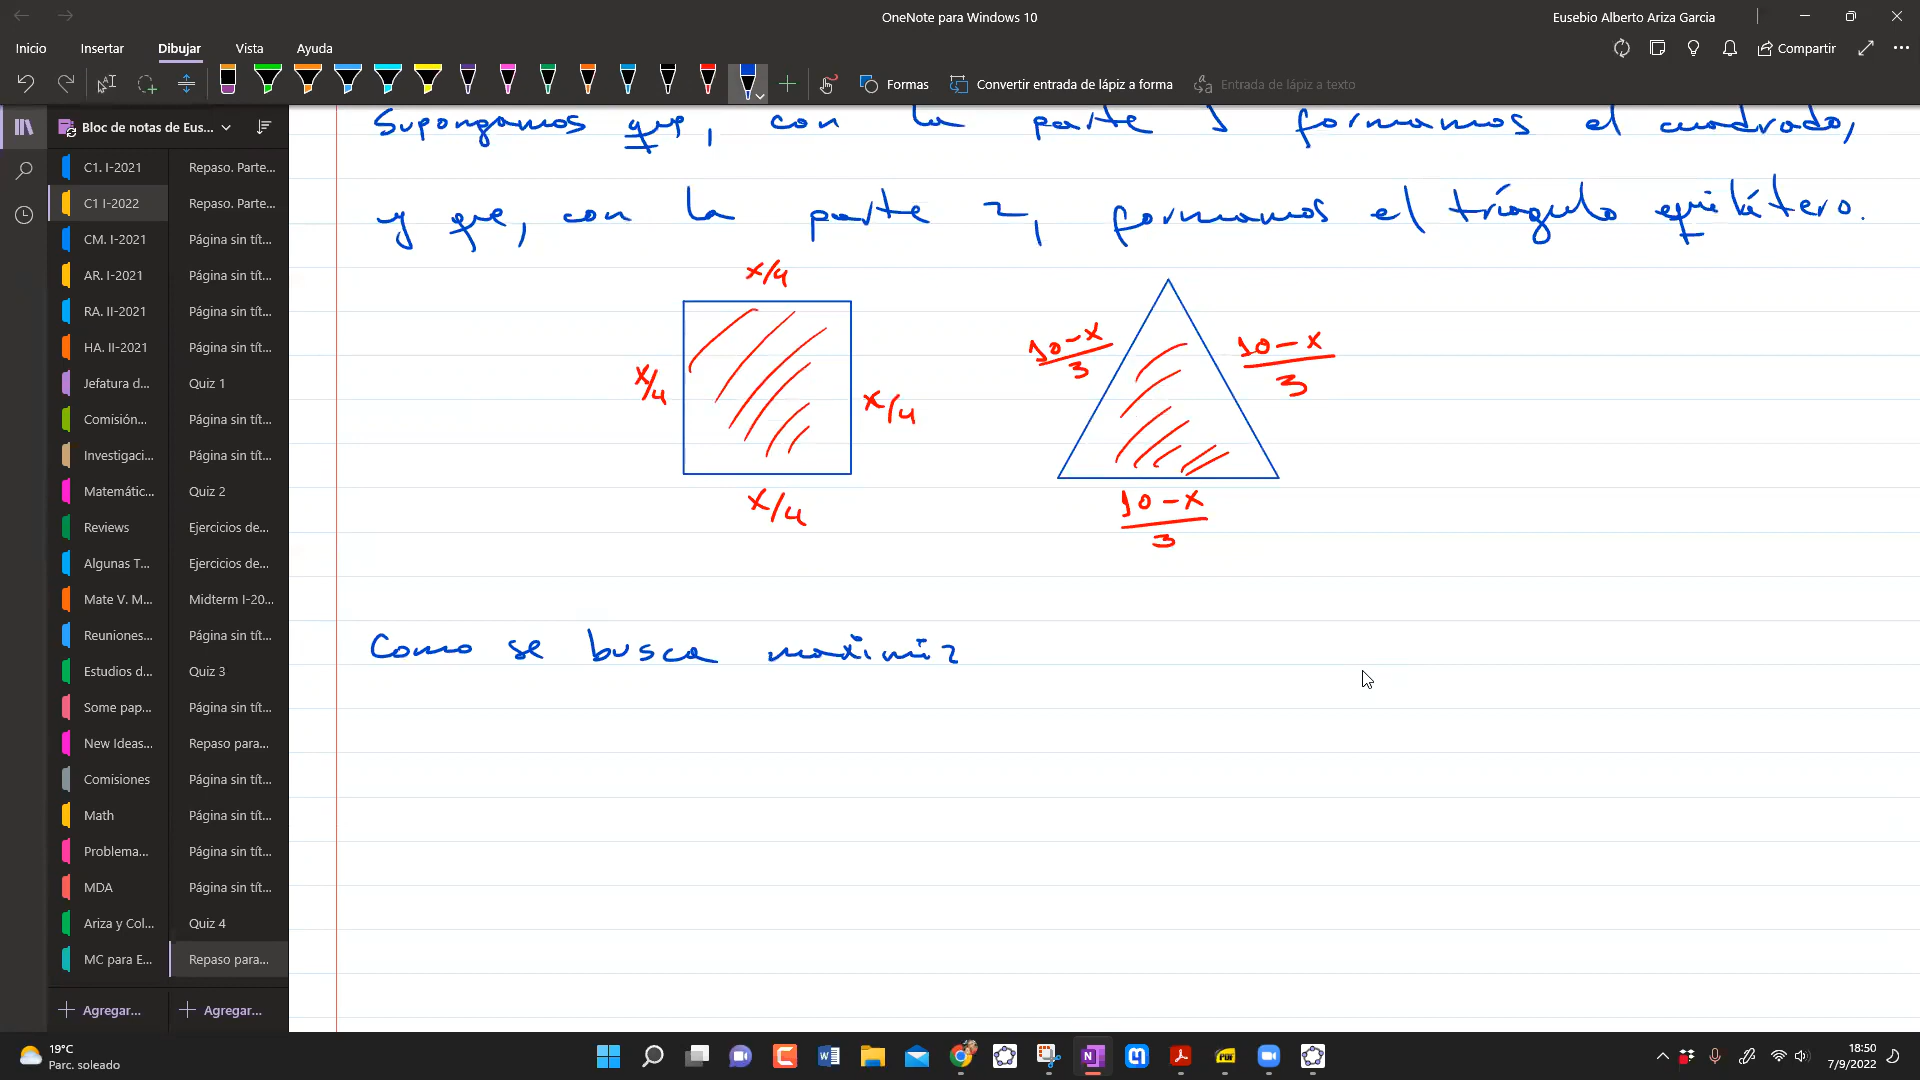 OneNote para Windows 10
Eusebio Alberto Ariza Garcia
Inicio Insertar Dibujar Vista Ayuda
Compartir
Formas
Convertir entrada de lápiz a forma
Entrada de lápiz a texto
Bloc de notas de Eus...
C1. I-2021
C1 I-2022
CM. I-2021
AR. I-2021
RA. II-2021
HA. II-2021
Jefatura d...
Comisión...
Investigaci...
Matemátic...
Reviews
Algunas T...
Mate V. M...
Reuniones...
Estudios d...
Some pap...
New Ideas...
Comisiones
Math
Problema...
MDA
Ariza y Col...
MC para E...
Agregar...
Repaso. Parte...
Repaso. Parte...
Página sin tít...
Página sin tít...
Página sin tít...
Página sin tít...
Quiz 1
Página sin tít...
Página sin tít...
Quiz 2
Ejercicios de...
Ejercicios de...
Midterm I-20...
Página sin tít...
Quiz 3
Página sin tít...
Repaso para...
Página sin tít...
Página sin tít...
Página sin tít...
Página sin tít...
Quiz 4
Repaso para...
Agregar...
Supongamos que, con la parte 1 formamos el cuadrado,
y que, con la parte 2, formamos el triángulo equilátero.
x/4
x/4
x/4
x/4
10-x/3
10-x/3
10-x/3
Como se busca maximiz
19°C
Parc. soleado
18:50
7/9/2022